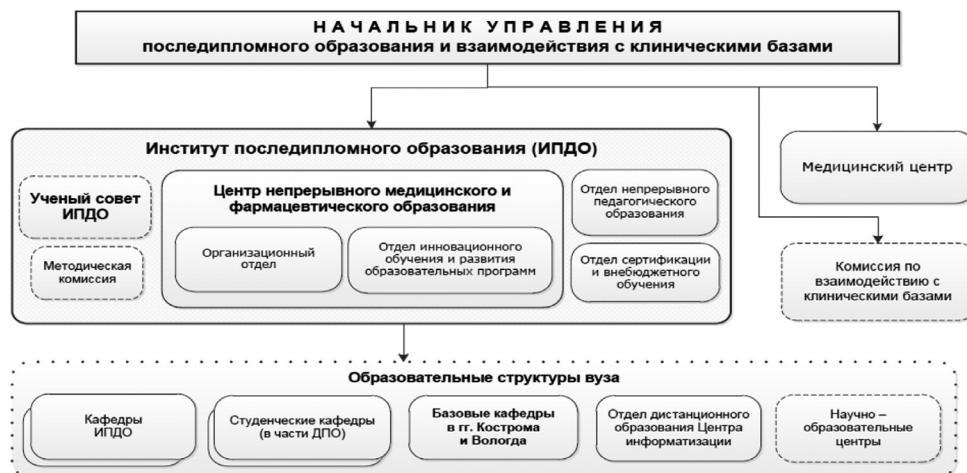 НАЧАЛЬНИК УПРАВЛЕНИЯ
последипломного образования и взаимодействия с клиническими базами
Институт последипломного образования (ИПДО)
Ученый совет
ИПДО
Методическая
комиссия
Центр непрерывного медицинского и
фармацевтического образования
Организационный
отдел
Отдел инновационного
обучения и развития
образовательных программ
Отдел непрерывного
педагогического
образования
Отдел сертификации
и внебюджетного
обучения
Медицинский центр
Комиссия по
взаимодействию с
клиническими базами
Образовательные структуры вуза
Кафедры
ИПДО
Студенческие кафедры
(в части ДПО)
Базовые кафедры
в гг. Кострома
и Вологда
Отдел дистанционного
образования Центра
информатизации
Научно –
образовательные
центры